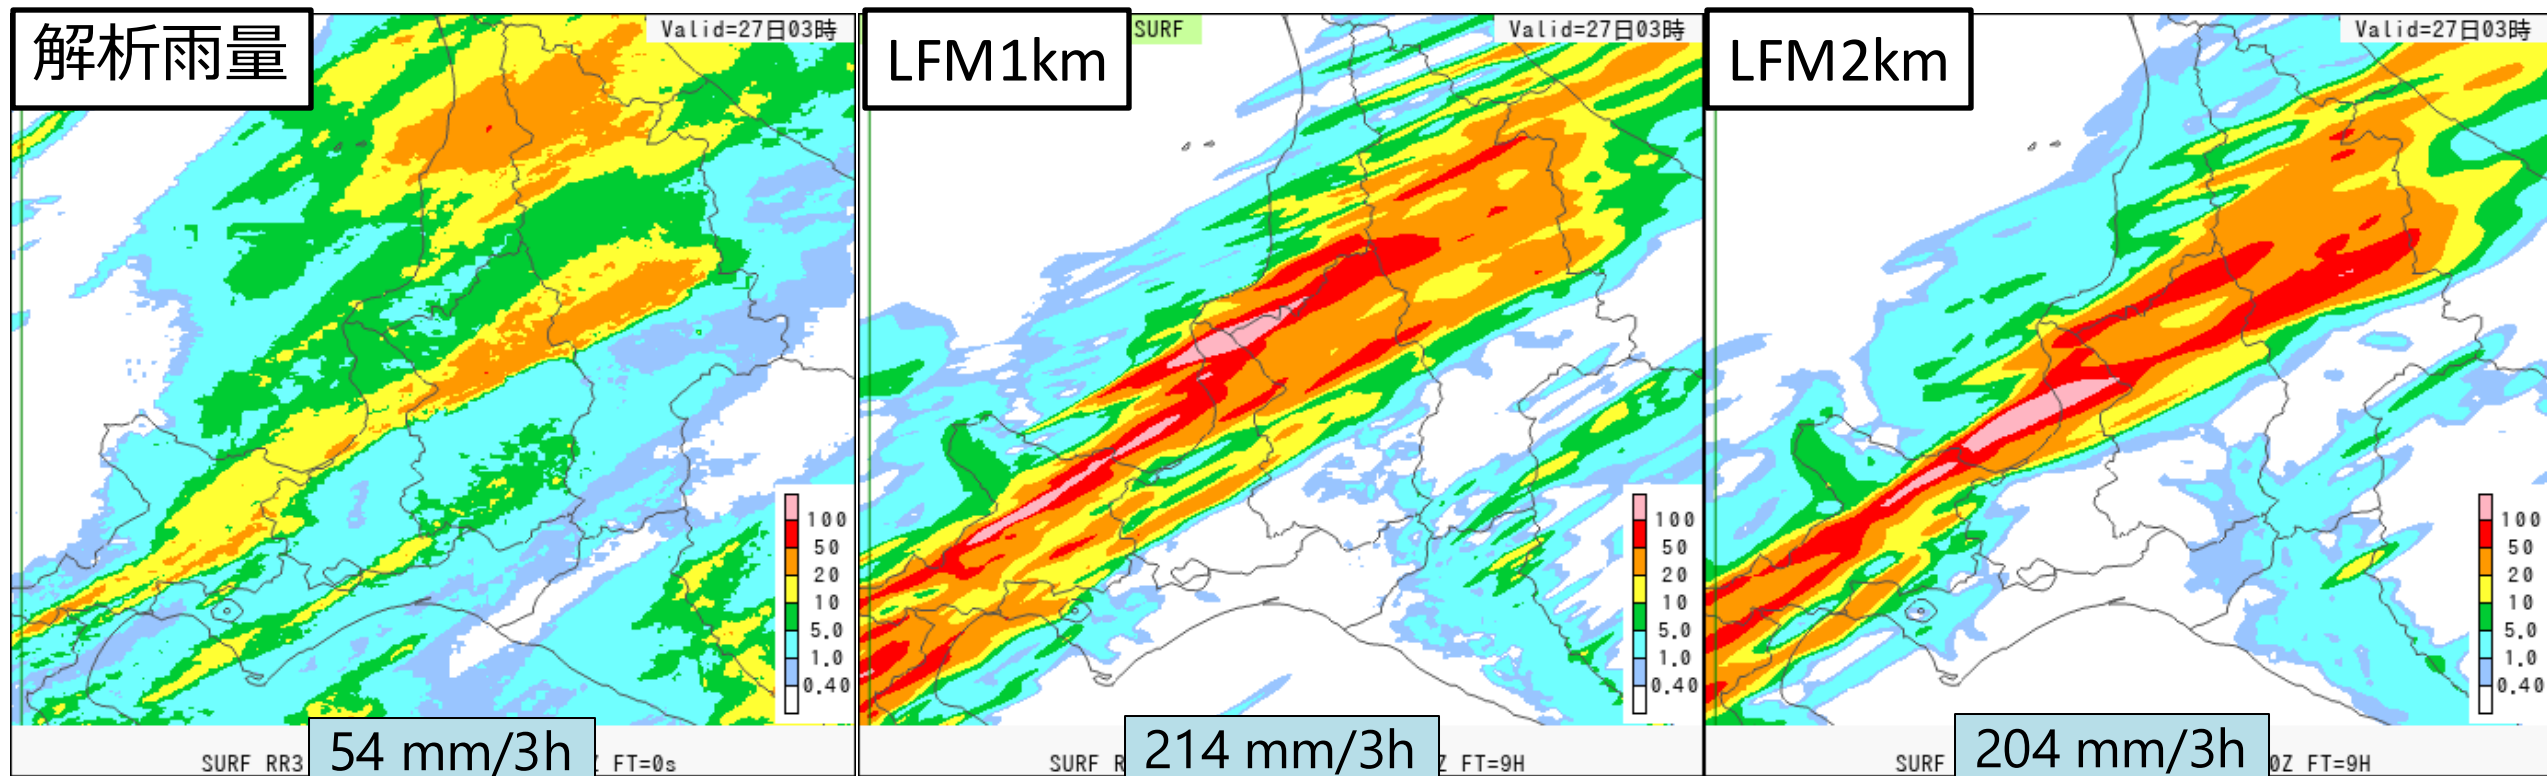 解析雨量
Valid=27日03時
100
50
20
10
5.0
1.0
0.40
SURF RR3
54 mm/3h
Z FT=0s
LFM1km
SURF
Valid=27日03時
100
50
20
10
5.0
1.0
0.40
SURF R
214 mm/3h
Z FT=9H
LFM2km
Valid=27日03時
100
50
20
10
5.0
1.0
0.40
SURF
204 mm/3h
0Z FT=9H